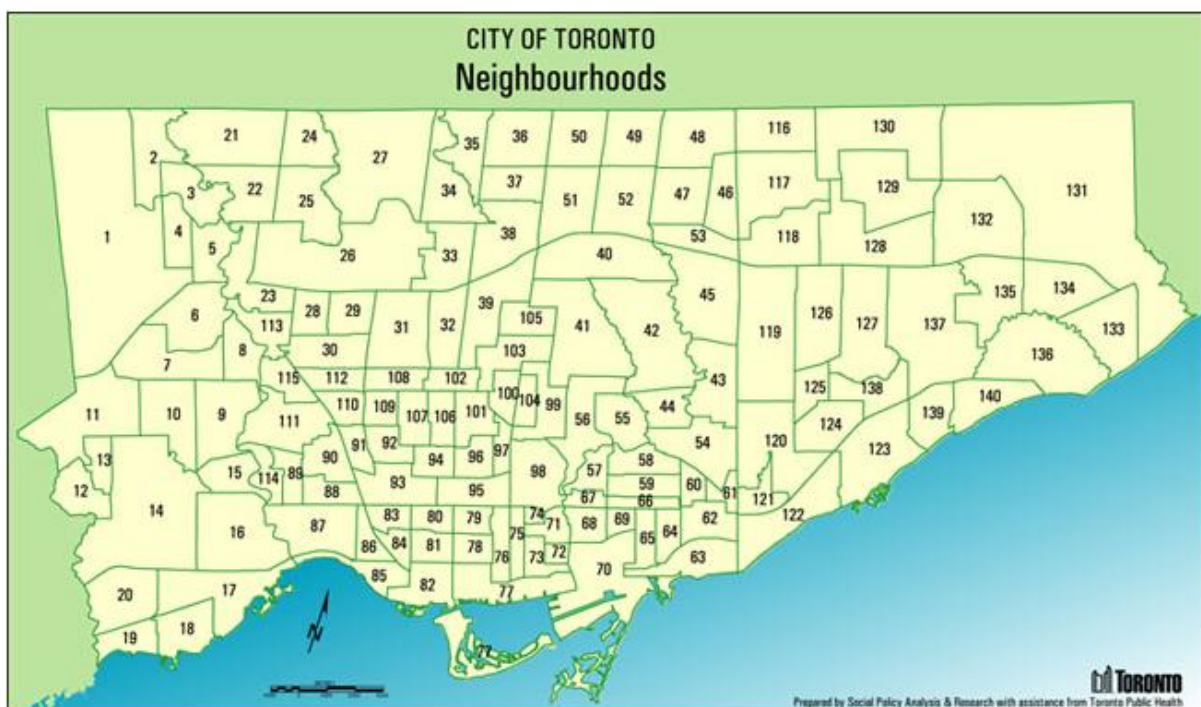 CITY OF TORONTO
Neighbourhoods
21 24 27 35 36 50 49 48 116 130
2
3 22 25 34 37 51 52 47 46 117 129 131
1 4 5 26 33 38 40 53 118 128 132
23 28 29 31 32 39 105 41 42 45 119 126 127 137 135 134
6 113 30 103 43 133
7 8 115 112 108 102 100 104 99 125 138 136
11 10 9 111 110 109 107 106 101 56 55 44 124 139 140
13 91 92 94 96 97 98 54 120 123
12 14 15 114 89 90 93 95 57 58
88 59 60 61 121
16 87 83 80 79 74 67 66 62 122
86 84 81 78 75 71 68 69 65 64
85 76 73 72 70 63
20 17 82 77
19 18 N 77
TORONTO
Prepared by Social Policy Analysis & Research with assistance from Toronto Public Health